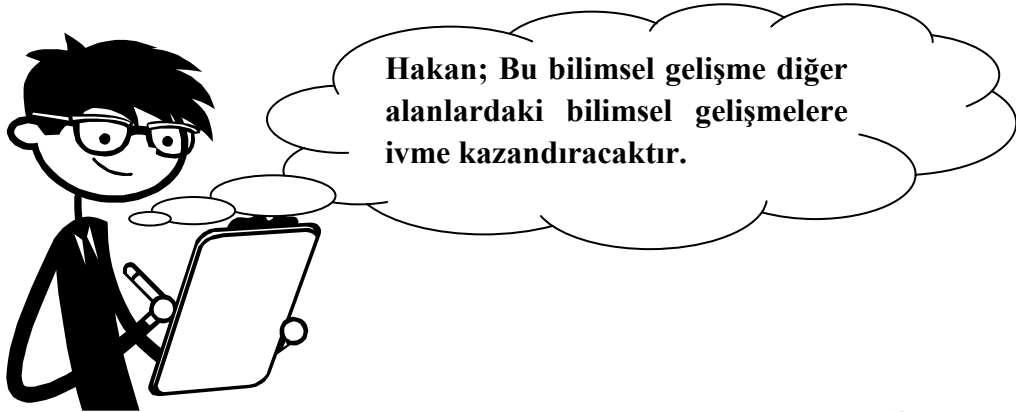 Hakan; Bu bilimsel gelişme diğer
alanlardaki bilimsel gelişmelere
ivme kazandıracaktır.